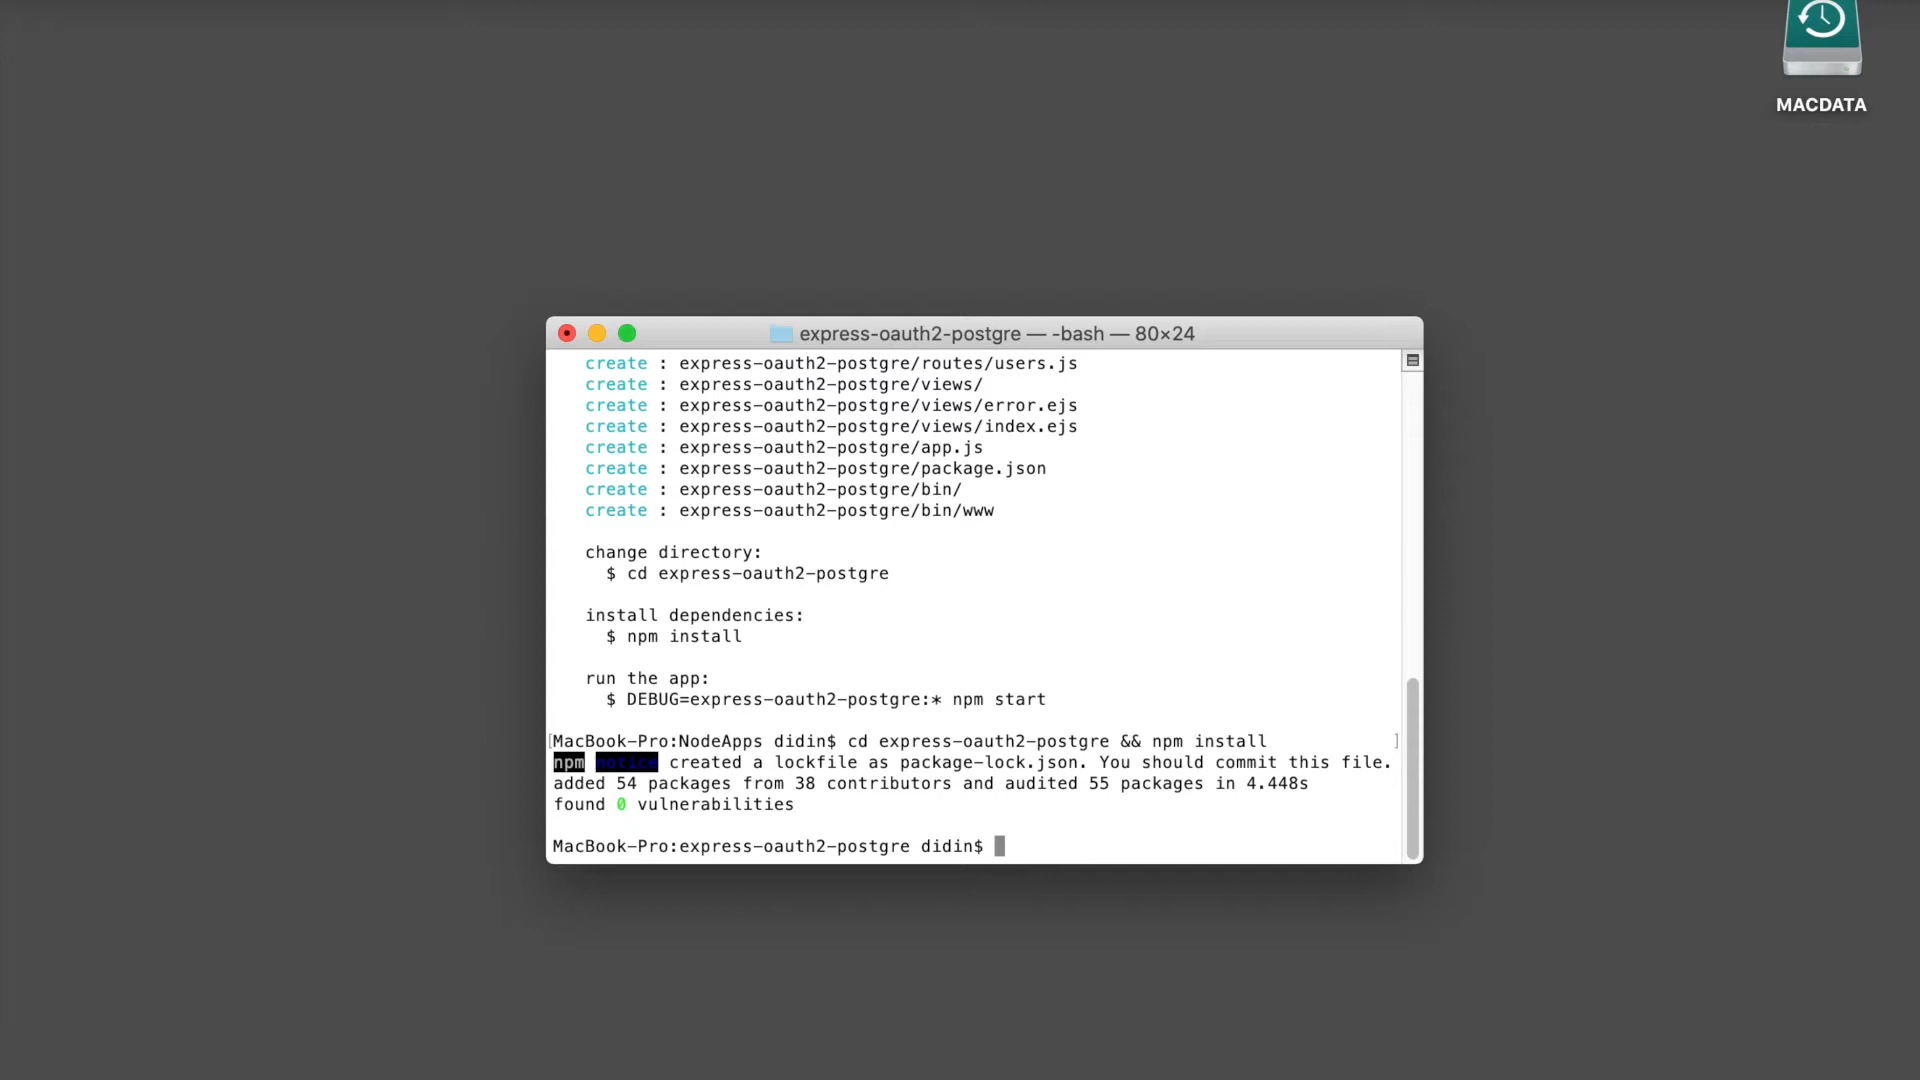 MACDATA
express-oauth2-postgre — -bash — 80×24
create : express-oauth2-postgre/routes/users.js
create : express-oauth2-postgre/views/
create : express-oauth2-postgre/views/error.ejs
create : express-oauth2-postgre/views/index.ejs
create : express-oauth2-postgre/app.js
create : express-oauth2-postgre/package.json
create : express-oauth2-postgre/bin/
create : express-oauth2-postgre/bin/www
change directory:
$ cd express-oauth2-postgre
install dependencies:
$ npm install
run the app:
$ DEBUG=express-oauth2-postgre:* npm start
[MacBook-Pro:NodeApps didin$ cd express-oauth2-postgre && npm install ]
npm notice created a lockfile as package-lock.json. You should commit this file.
added 54 packages from 38 contributors and audited 55 packages in 4.448s
found 0 vulnerabilities
MacBook-Pro:express-oauth2-postgre didin$